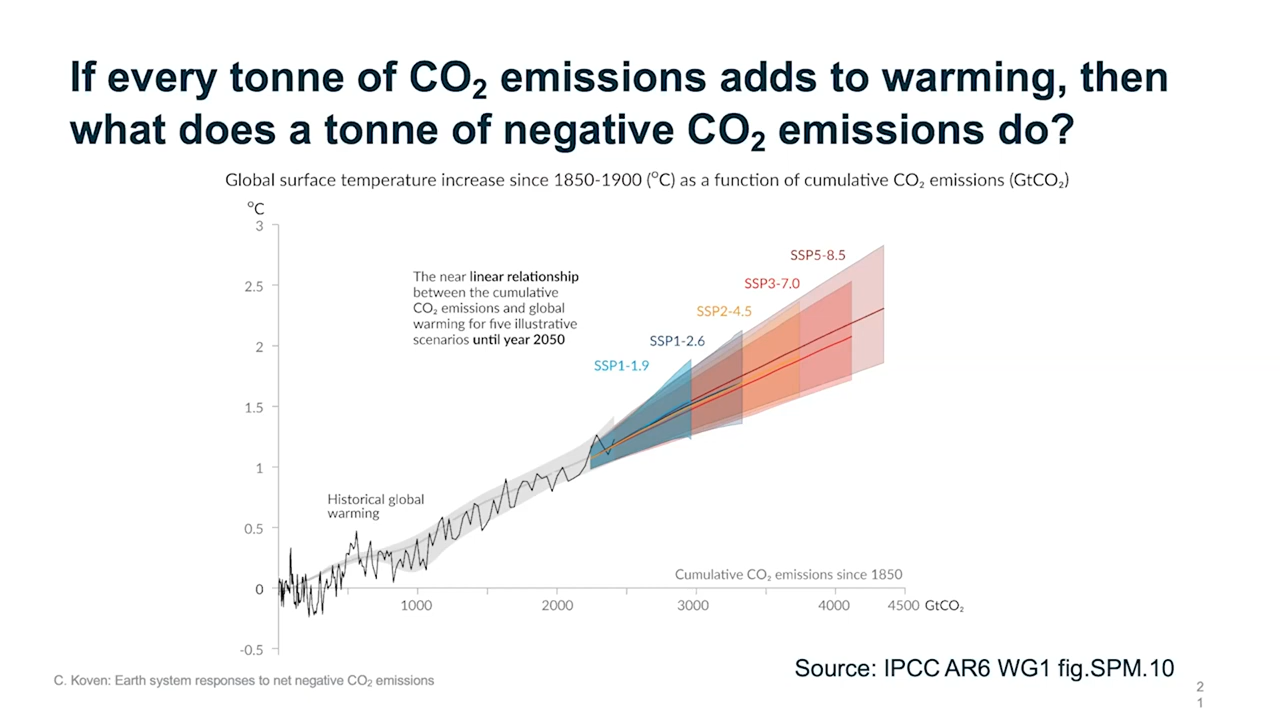 If every tonne of CO₂ emissions adds to warming, then
what does a tonne of negative CO₂ emissions do?
Global surface temperature increase since 1850-1900 (°C) as a function of cumulative CO₂ emissions (GtCO₂)
°C
3
2.5
2
1.5
1
0.5
0
-0.5
The near linear relationship
between the cumulative
CO₂ emissions and global
warming for five illustrative
scenarios until year 2050
SSP5-8.5
SSP3-7.0
SSP2-4.5
SSP1-2.6
SSP1-1.9
Historical global
warming
Cumulative CO₂ emissions since 1850
1000 2000 3000 4000 4500 GtCO₂
Source: IPCC AR6 WG1 fig.SPM.10
C. Koven: Earth system responses to net negative CO₂ emissions
2
1